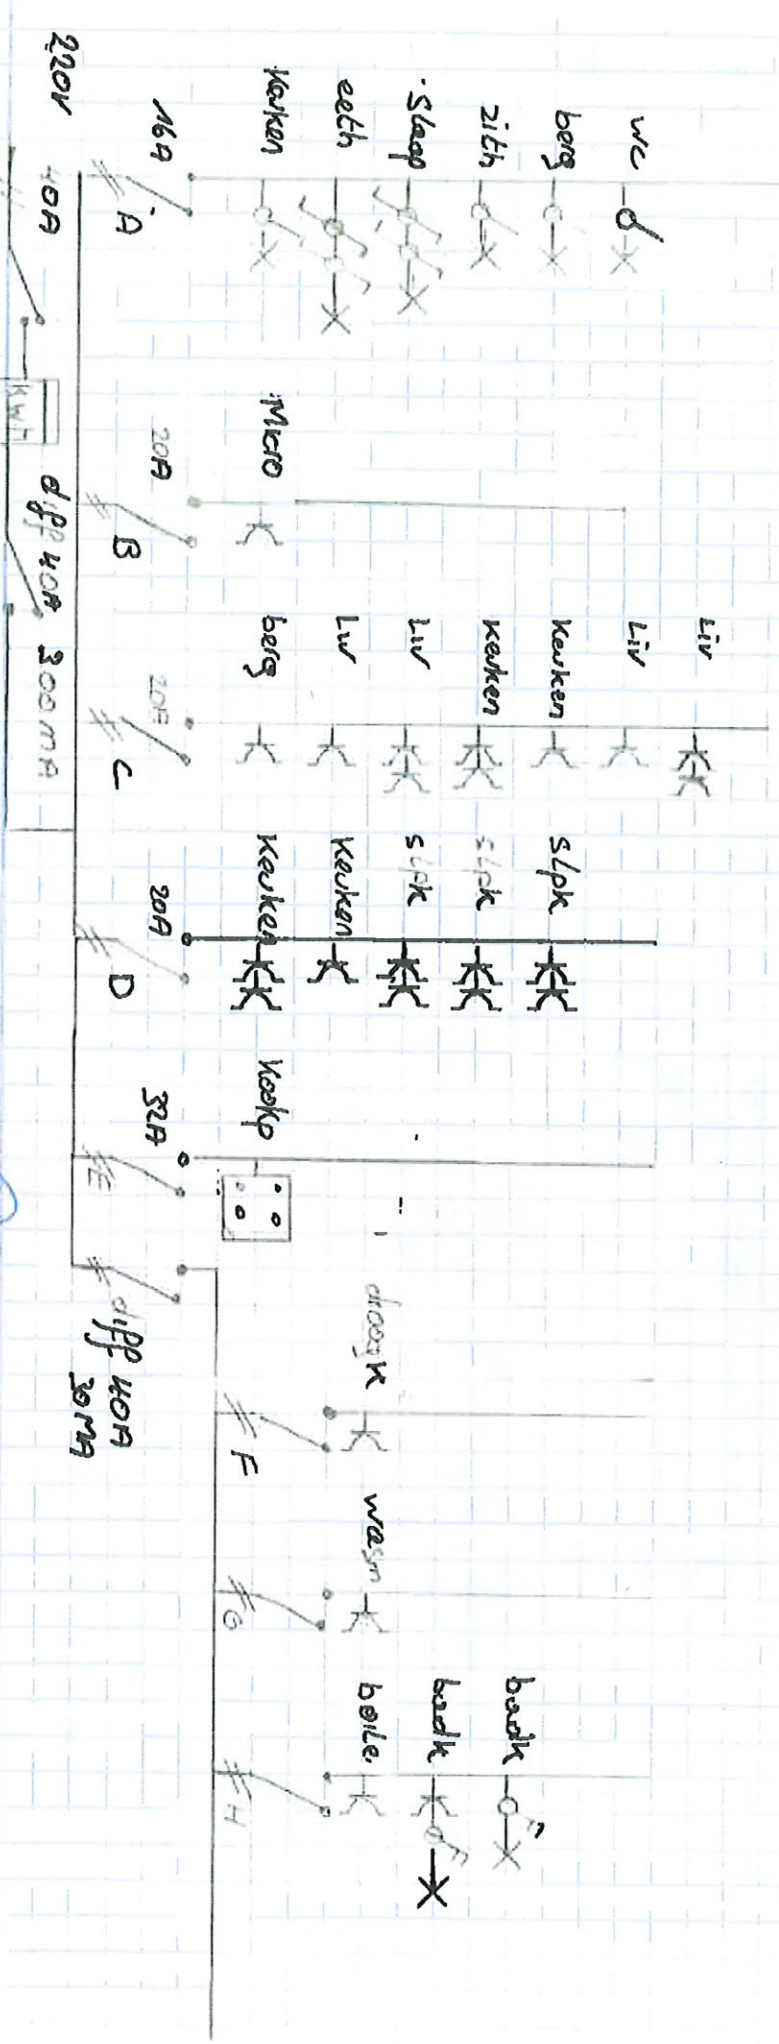 220V
40A
kWh
diff 40A 300mA
16A
A
Keuken
eeth
Slaap
zith
berg
wc
20A
B
Micro
20A
C
berg
Liv
Liv
Keuken
Keuken
Liv
Liv
20A
D
Keuken
Keuken
slpk
slpk
slpk
32A
E
Kookp
diff 40A
30mA
F
droogk
G
wasm
H
boile.
badk
badk